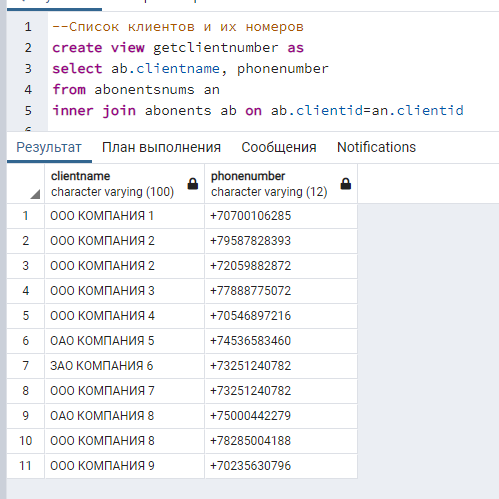 1 --Список клиентов и их номеров
2 create view getclientnumber as
3 select ab.clientname, phonenumber
4 from abonentsnums an
5 inner join abonents ab on ab.clientid=an.clientid
Результат План выполнения Сообщения Notifications
clientname phonenumber
character varying (100) character varying (12)
1 ООО КОМПАНИЯ 1 +70700106285
2 ООО КОМПАНИЯ 2 +79587828393
3 ООО КОМПАНИЯ 2 +72059882872
4 ООО КОМПАНИЯ 3 +77888775072
5 ООО КОМПАНИЯ 4 +70546897216
6 ОАО КОМПАНИЯ 5 +74536583460
7 ЗАО КОМПАНИЯ 6 +73251240782
8 ООО КОМПАНИЯ 7 +73251240782
9 ОАО КОМПАНИЯ 8 +75000442279
10 ООО КОМПАНИЯ 8 +78285004188
11 ООО КОМПАНИЯ 9 +70235630796